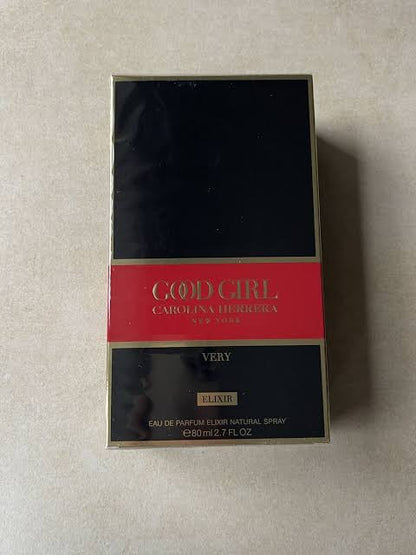 GOOD GIRL
CAROLINA HERRERA
NEW YORK
VERY
ELIXIR
EAU DE PARFUM ELIXIR NATURAL SPRAY
℮80 ml 2.7 FL OZ